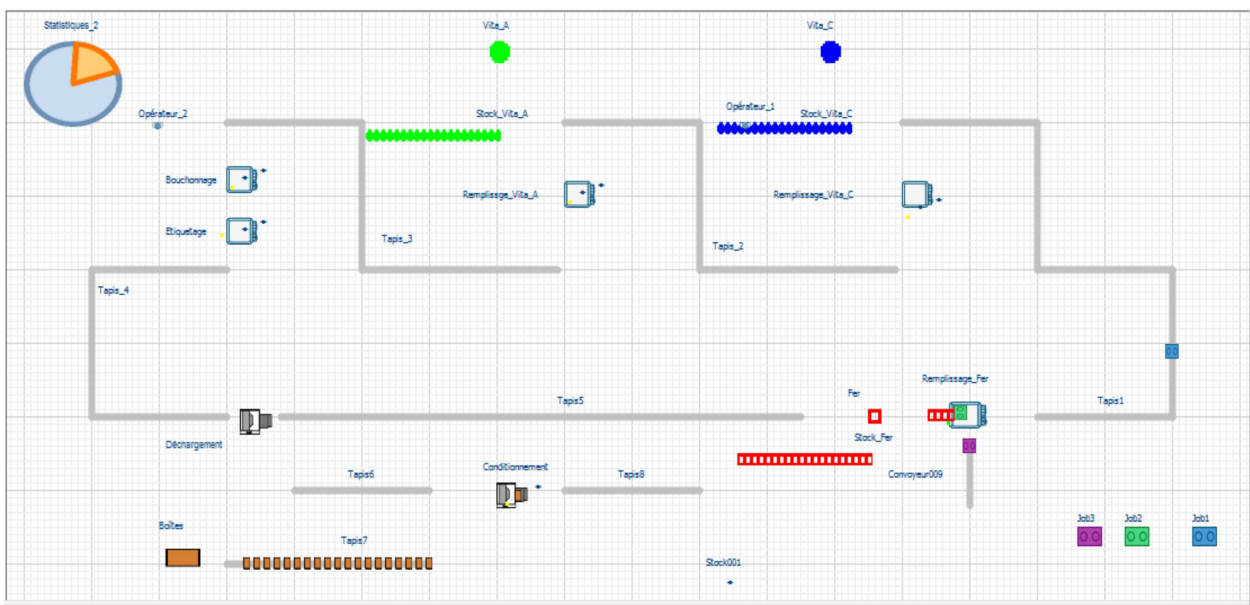 Statistiques_2
Vita_A
Vita_C
Opérateur_2
Stock_Vita_A
Opérateur_1
Stock_Vita_C
Bouchonnage
Remplissge_Vita_A
Remplissage_Vita_C
Etiquetage
Tapis_3
Tapis_2
Tapis_4
Remplissage_Fer
Fer
Tapis5
Tapis1
Déchargement
Stock_Fer
Tapis6
Conditionnement
Tapis8
Convoyeur009
Boîtes
Job3
Job2
Job1
Tapis7
Stock001